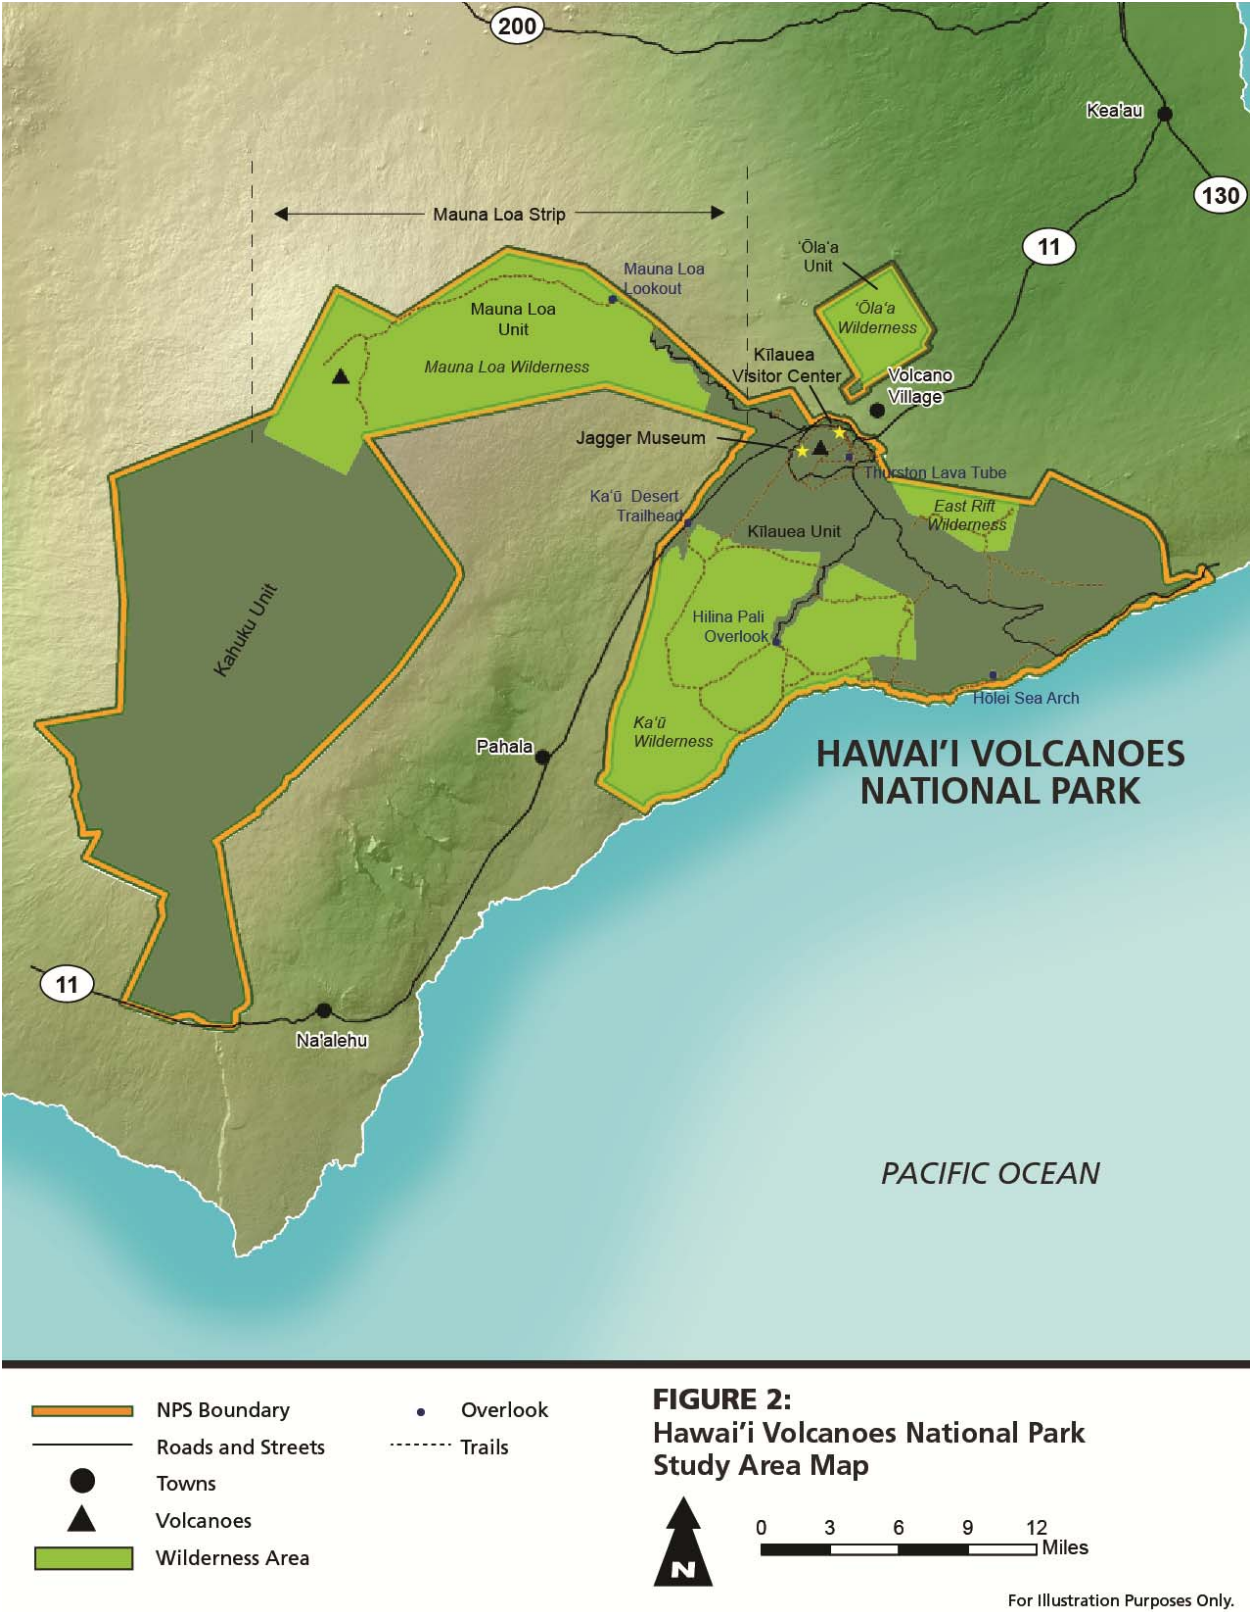 200
Kea'au
130
Mauna Loa Strip
11
'Ōla'a
Unit
Mauna Loa
Lookout
Mauna Loa
Unit
'Ōla'a
Wilderness
Kīlauea
Visitor Center
Mauna Loa Wilderness
Volcano
Village
Jagger Museum
Thurston Lava Tube
Ka'ū Desert
Trailhead
East Rift
Wilderness
Kīlauea Unit
Kahuku Unit
Hilina Pali
Overlook
Hōlei Sea Arch
Ka'ū
Wilderness
Pahala
HAWAI'I VOLCANOES
NATIONAL PARK
11
Na'alehu
PACIFIC OCEAN
NPS Boundary
Roads and Streets
Towns
Volcanoes
Wilderness Area
Overlook
Trails
FIGURE 2:
Hawai'i Volcanoes National Park
Study Area Map
N
0 3 6 9 12
Miles
For Illustration Purposes Only.